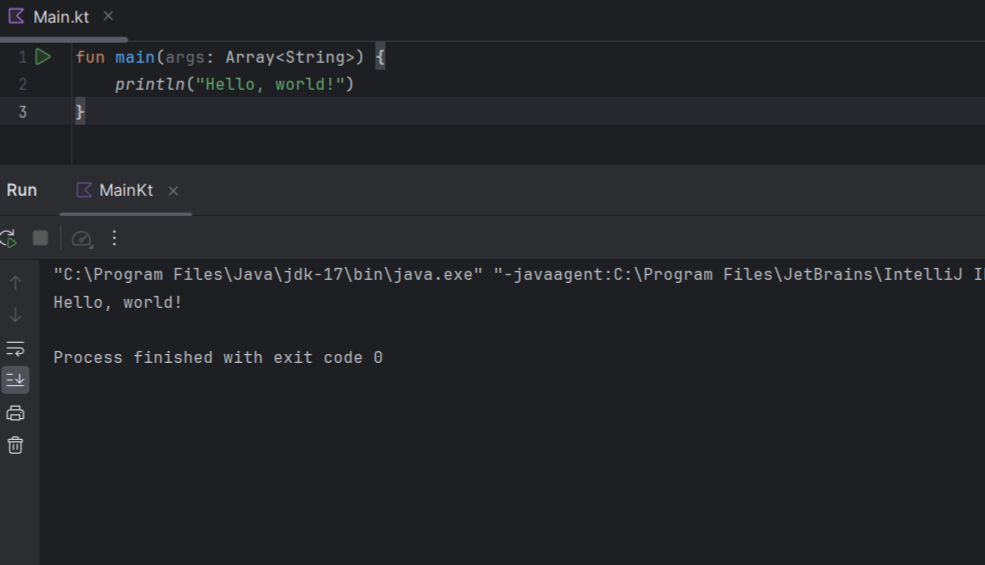 Main.kt
1 fun main(args: Array<String>) {
2 println("Hello, world!")
3 }
Run MainKt
"C:\Program Files\Java\jdk-17\bin\java.exe" "-javaagent:C:\Program Files\JetBrains\IntelliJ
Hello, world!
Process finished with exit code 0